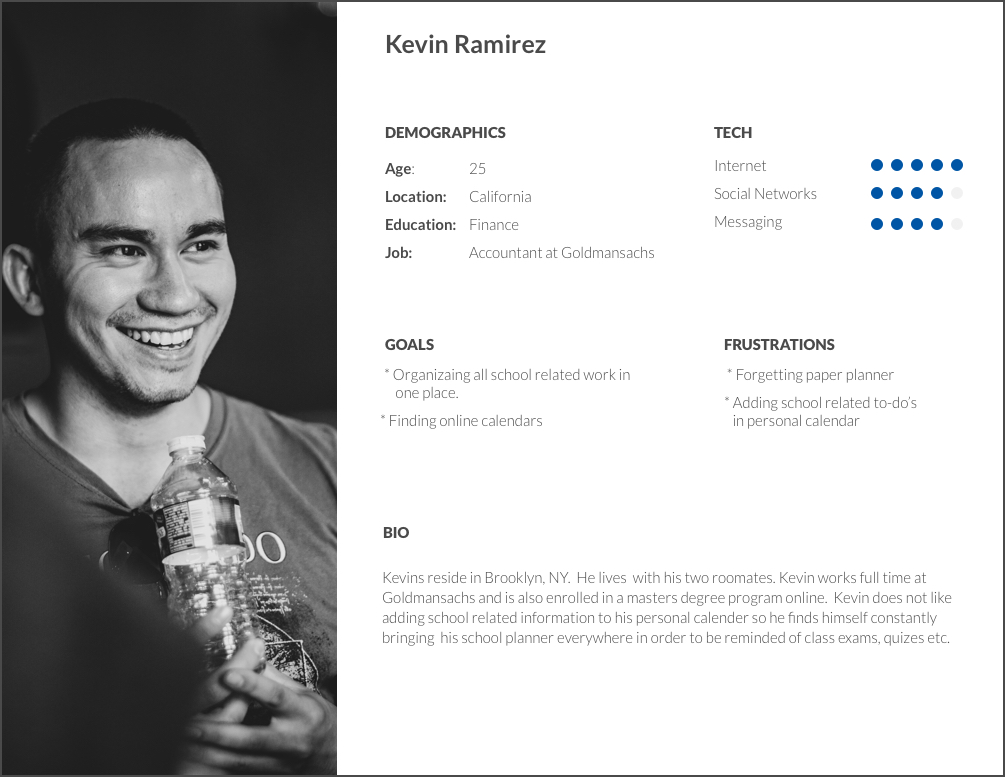 Kevin Ramirez
DEMOGRAPHICS
Age: 25
Location: California
Education: Finance
Job: Accountant at Goldmansachs
TECH
Internet
Social Networks
Messaging
GOALS
* Organizaing all school related work in
one place.
* Finding online calendars
FRUSTRATIONS
* Forgetting paper planner
* Adding school related to-do's
in personal calendar
BIO
Kevins reside in Brooklyn, NY. He lives with his two roomates. Kevin works full time at
Goldmansachs and is also enrolled in a masters degree program online. Kevin does not like
adding school related information to his personal calender so he finds himself constantly
bringing his school planner everywhere in order to be reminded of class exams, quizes etc.